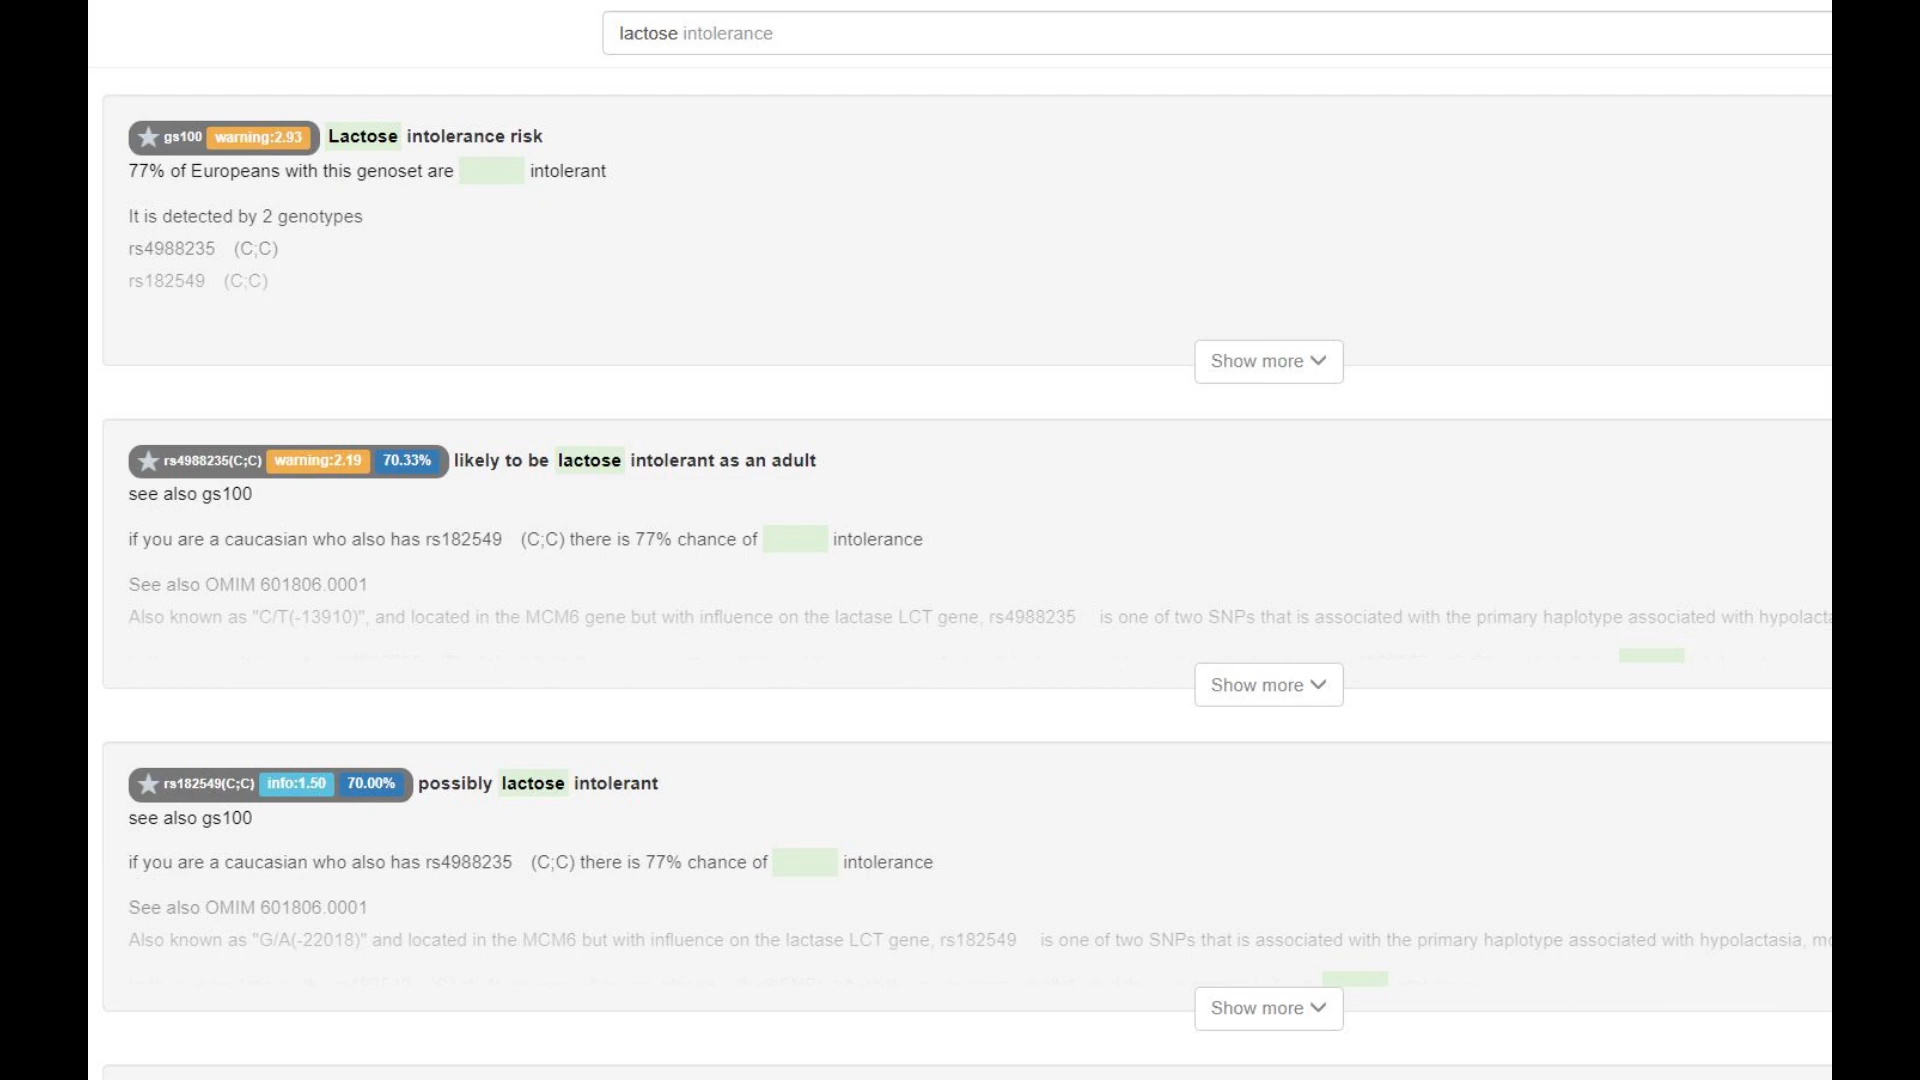 lactose intolerance
gs100 warning:2.93 Lactose intolerance risk
77% of Europeans with this genoset are intolerant
It is detected by 2 genotypes
rs4988235 (C;C)
rs182549 (C;C)
Show more
rs4988235(C;C) warning:2.19 70.33% likely to be lactose intolerant as an adult
see also gs100
if you are a caucasian who also has rs182549 (C;C) there is 77% chance of intolerance
See also OMIM 601806.0001
Also known as "C/T(-13910)", and located in the MCM6 gene but with influence on the lactase LCT gene, rs4988235 is one of two SNPs that is associated with the primary haplotype associated with hypolacta
Show more
rs182549(C;C) info:1.50 70.00% possibly lactose intolerant
see also gs100
if you are a caucasian who also has rs4988235 (C;C) there is 77% chance of intolerance
See also OMIM 601806.0001
Also known as "G/A(-22018)" and located in the MCM6 but with influence on the lactase LCT gene, rs182549 is one of two SNPs that is associated with the primary haplotype associated with hypolactasia, mo
Show more